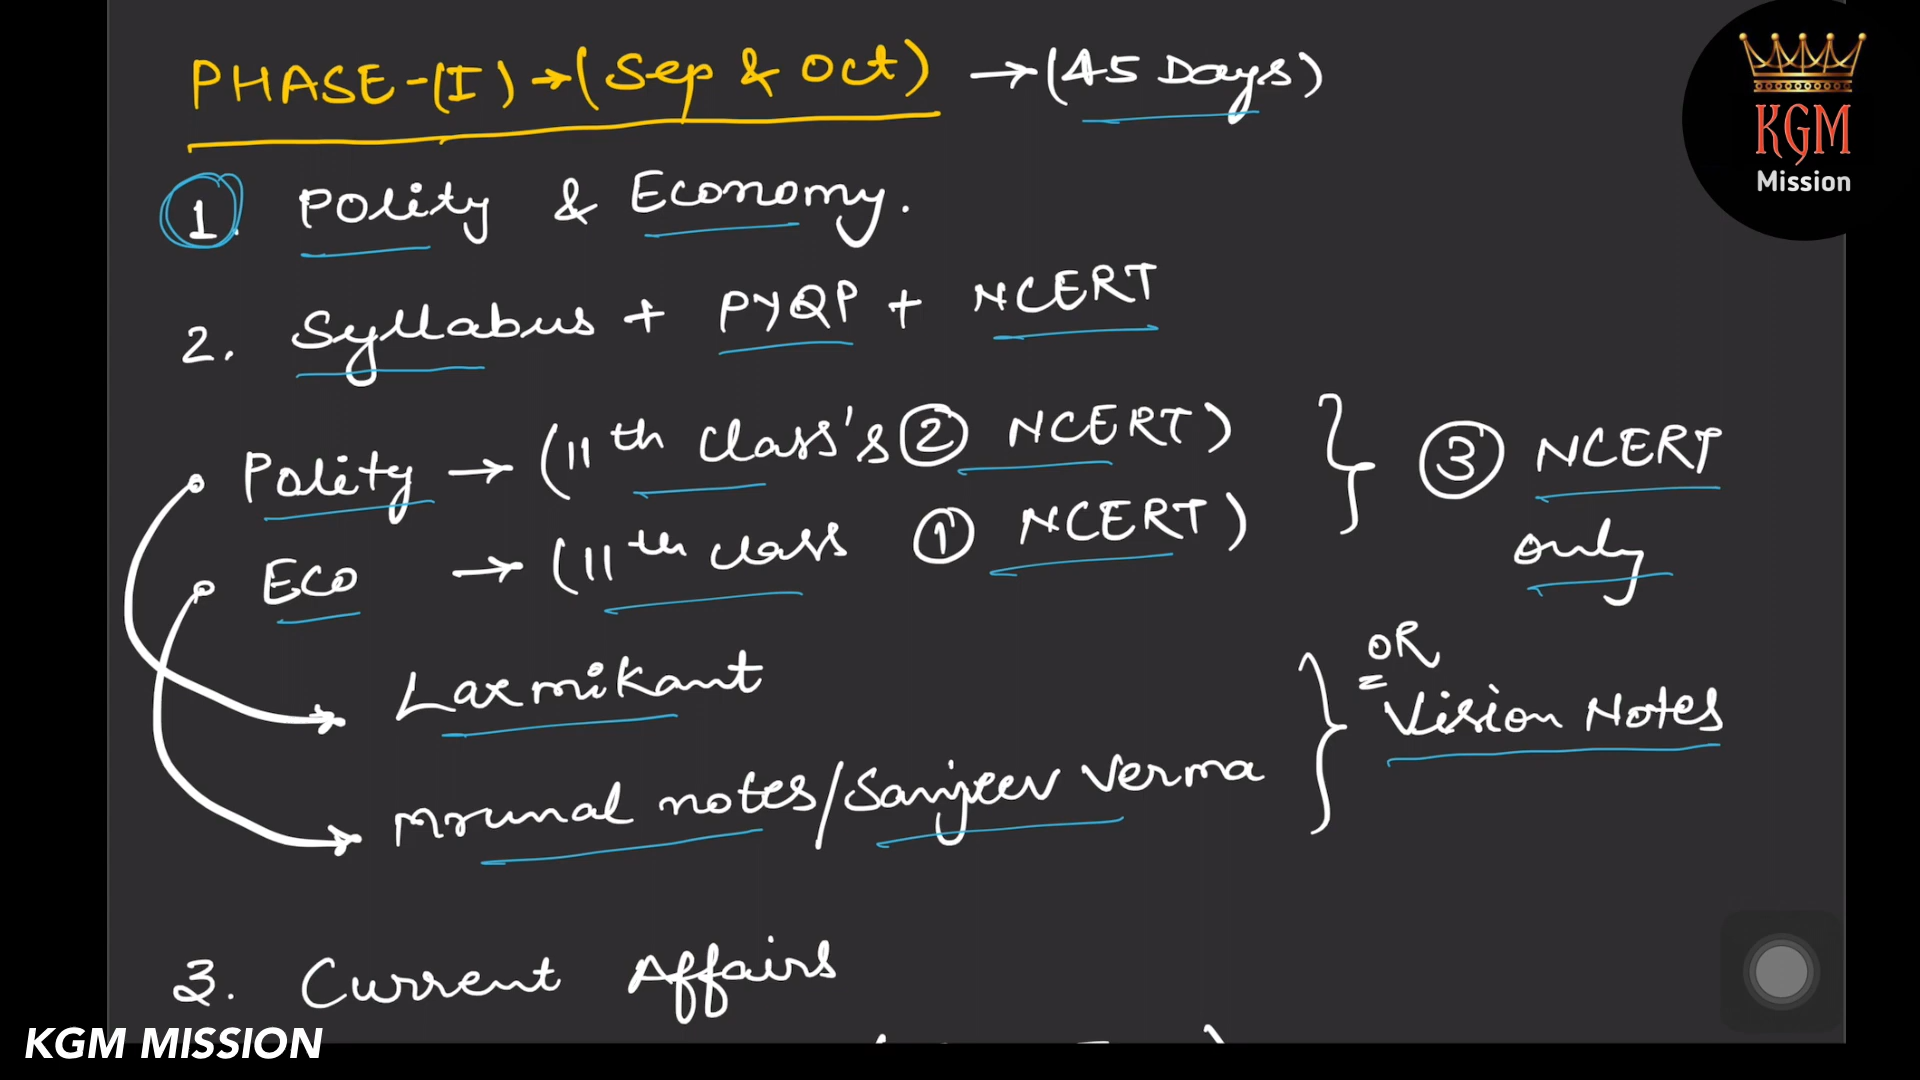 PHASE-(I) → (Sep & Oct) → (45 Days)
KGM
Mission
1. Polity & Economy.
2. Syllabus + PYQP + NCERT
Polity → (11th class's 2 NCERT)
3 NCERT
only
Eco → (11th class 1 NCERT)
Laxmikant
OR
Vision Notes
Mrunal notes/Sanjeev Verma
3. Current Affairs
KGM MISSION